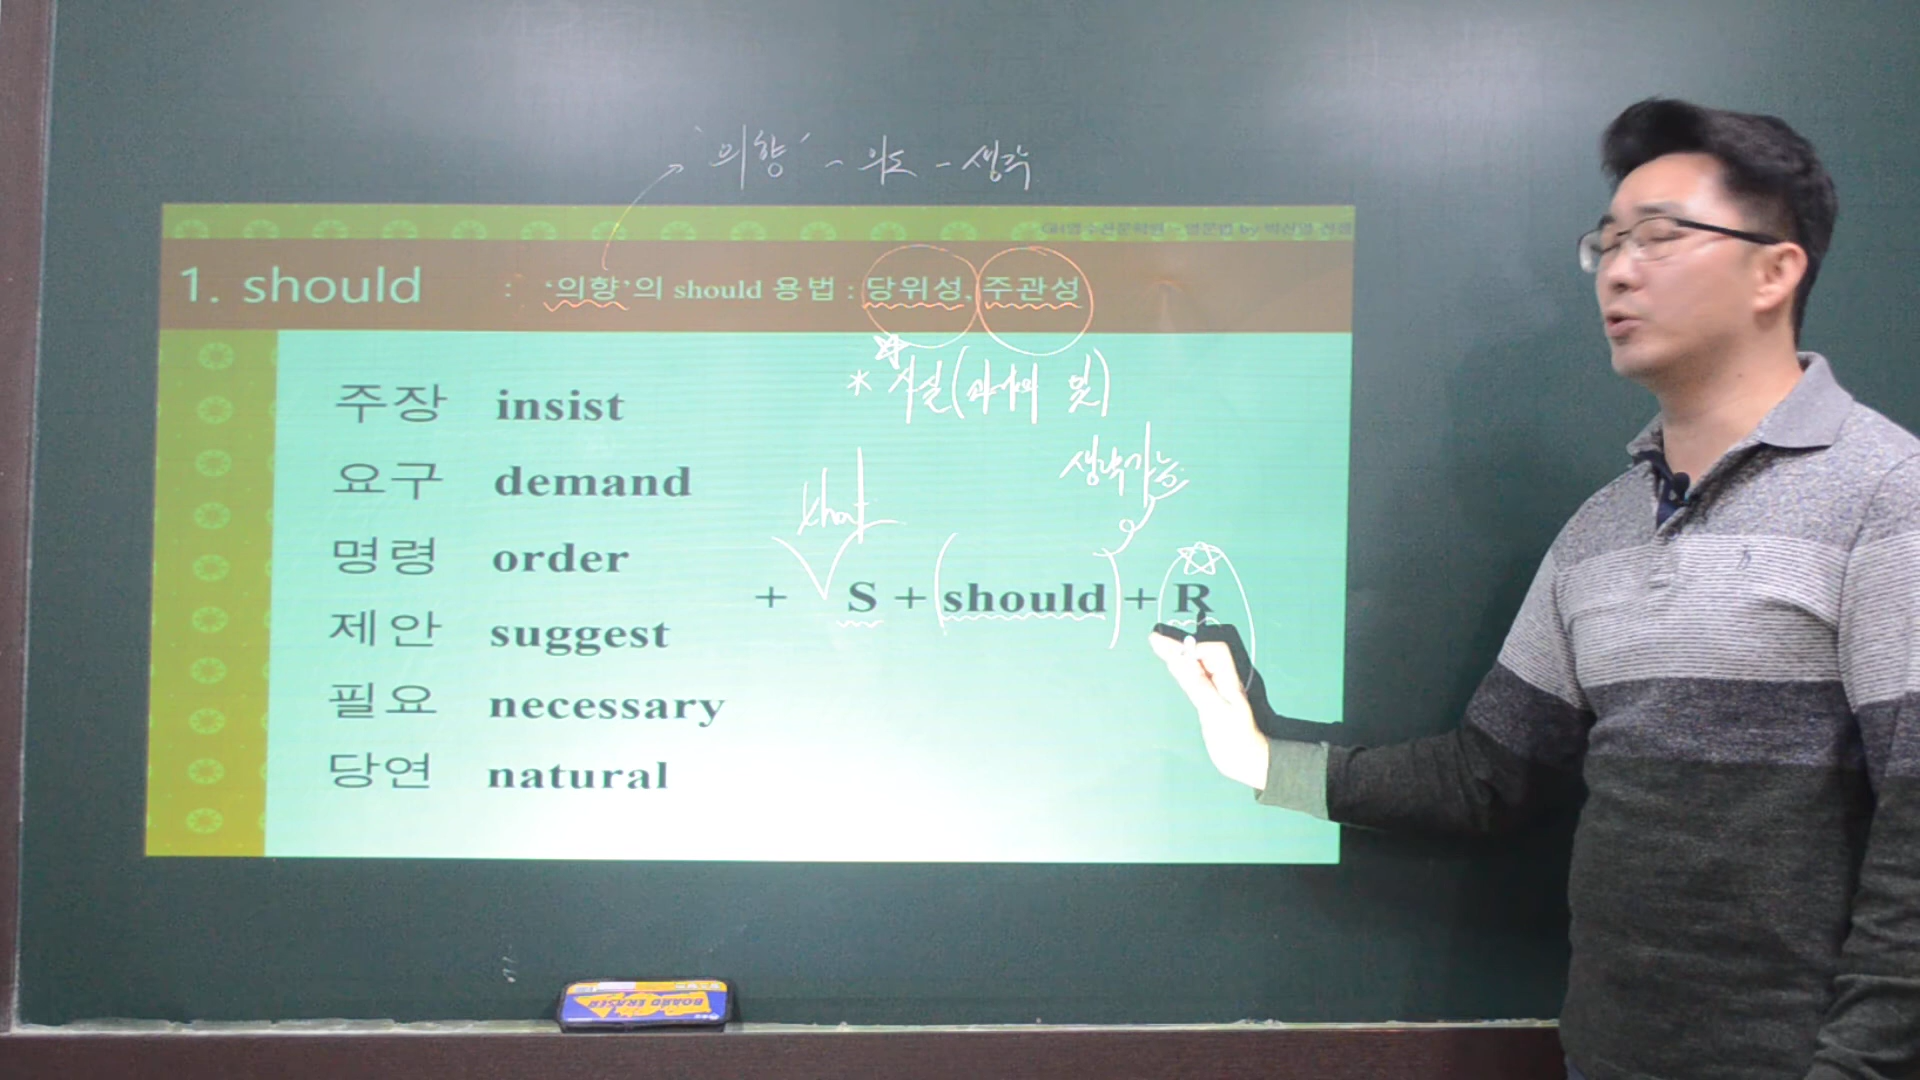 '의향' - 의도 - 생각
1. should : '의향'의 should 용법 : 당위성, 주관성
* 사실(과거의 일)
주장 insist
요구 demand
생략가능
that
명령 order
+ S + (should) + R
제안 suggest
필요 necessary
당연 natural
BOARD ERASER